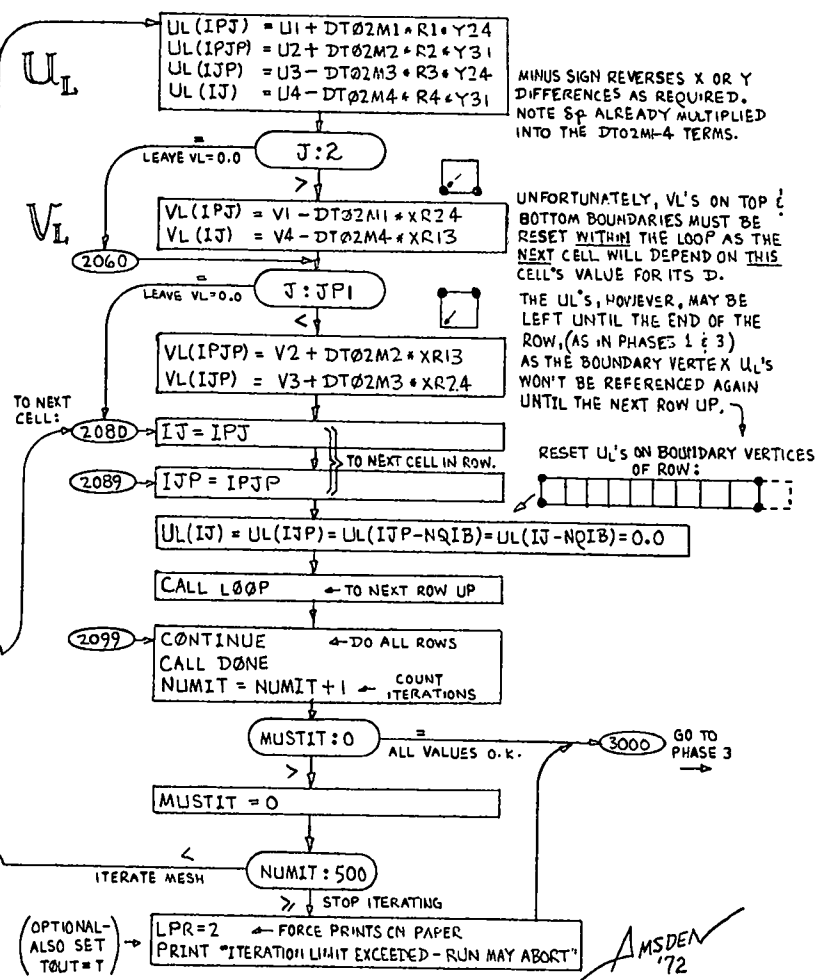 UL(IPJ) = U1+ DTØ2M1*R1*Y24
UL(IPJP) = U2+ DTØ2M2*R2*Y31
UL(IJP) = U3- DTØ2M3*R3*Y24
UL(IJ) = U4- DTØ2M4*R4*Y31
U_L
MINUS SIGN REVERSES X OR Y
DIFFERENCES AS REQUIRED.
NOTE δρ ALREADY MULTIPLIED
INTO THE DTO2M1-4 TERMS.
=
LEAVE VL=0.0
J:2
>
V_L
VL(IPJ) = V1- DTØ2M1*XR24
VL(IJ) = V4- DTØ2M4*XR13
UNFORTUNATELY, VL'S ON TOP &
BOTTOM BOUNDARIES MUST BE
RESET WITHIN THE LOOP AS THE
NEXT CELL WILL DEPEND ON THIS
CELL'S VALUE FOR ITS D.
2060
=
LEAVE VL=0.0
J:JP1
<
THE UL'S, HOWEVER, MAY BE
LEFT UNTIL THE END OF THE
ROW, (AS IN PHASES 1 & 3)
AS THE BOUNDARY VERTEX UL'S
WON'T BE REFERENCED AGAIN
UNTIL THE NEXT ROW UP.
VL(IPJP) = V2+ DTØ2M2*XR13
VL(IJP) = V3+ DTØ2M3*XR24
TO NEXT
CELL:
2080
IJ = IPJ
TO NEXT CELL IN ROW.
2089
IJP = IPJP
RESET UL'S ON BOUNDARY VERTICES
OF ROW:
UL(IJ) = UL(IJP) = UL(IJP-NQIB)=UL(IJ-NQIB)=0.0
CALL LØØP ← TO NEXT ROW UP
2099
CØNTINUE ← DO ALL ROWS
CALL DØNE
NUMIT = NUMIT+1 ← COUNT
ITERATIONS
MUSTIT:0
=
ALL VALUES O.K.
3000
GO TO
PHASE 3
>
MUSTIT = 0
<
ITERATE MESH
NUMIT:500
≥ STOP ITERATING
(OPTIONAL-
ALSO SET
TØUT=T)
LPR=2 ← FORCE PRINTS ON PAPER
PRINT "ITERATION LIMIT EXCEEDED - RUN MAY ABORT"
AMSDEN
'72